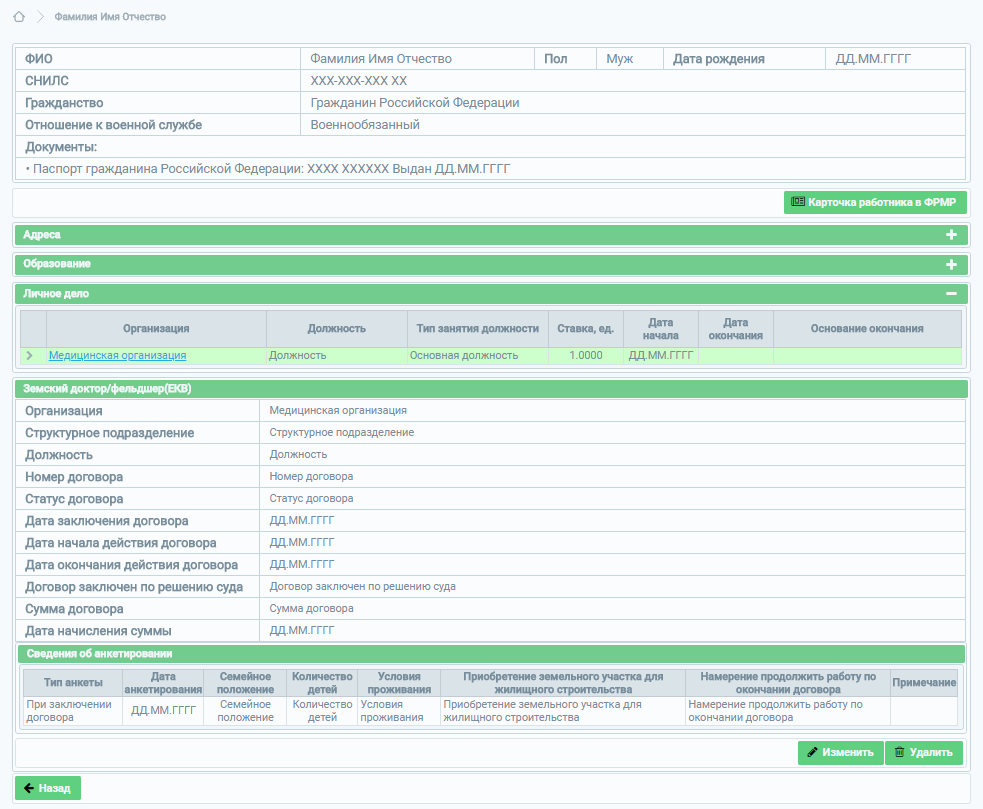 Фамилия Имя Отчество
ФИО Фамилия Имя Отчество Пол Муж Дата рождения ДД.ММ.ГГГГ
СНИЛС XXX-XXX-XXX XX
Гражданство Гражданин Российской Федерации
Отношение к военной службе Военнообязанный
Документы:
• Паспорт гражданина Российской Федерации: XXXX XXXXXX Выдан ДД.ММ.ГГГГ
Карточка работника в ФРМР
Адреса
Образование
Личное дело
Организация Должность Тип занятия должности Ставка, ед. Дата начала Дата окончания Основание окончания
Медицинская организация Должность Основная должность 1.0000 ДД.ММ.ГГГГ
Земский доктор/фельдшер(ЕКВ)
Организация Медицинская организация
Структурное подразделение Структурное подразделение
Должность Должность
Номер договора Номер договора
Статус договора Статус договора
Дата заключения договора ДД.ММ.ГГГГ
Дата начала действия договора ДД.ММ.ГГГГ
Дата окончания действия договора ДД.ММ.ГГГГ
Договор заключен по решению суда Договор заключен по решению суда
Сумма договора Сумма договора
Дата начисления суммы ДД.ММ.ГГГГ
Сведения об анкетировании
Тип анкеты Дата анкетирования Семейное положение Количество детей Условия проживания Приобретение земельного участка для жилищного строительства Намерение продолжить работу по окончании договора Примечание
При заключении договора ДД.ММ.ГГГГ Семейное положение Количество детей Условия проживания Приобретение земельного участка для жилищного строительства Намерение продолжить работу по окончании договора
Изменить Удалить
Назад